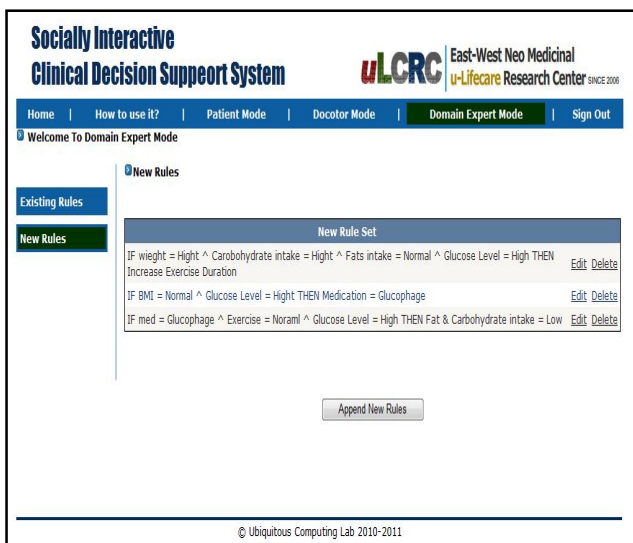 Socially Interactive
Clinical Decision Suppeort System
uLCRC
East-West Neo Medicinal
u-Lifecare Research Center SINCE 2006
Home | How to use it? | Patient Mode | Docotor Mode | Domain Expert Mode | Sign Out
Welcome To Domain Expert Mode
New Rules
Existing Rules
New Rules
New Rule Set
IF wieght = Hight ^ Carobohydrate intake = Hight ^ Fats intake = Normal ^ Glucose Level = High THEN
Increase Exercise Duration
Edit Delete
IF BMI = Normal ^ Glucose Level = Hight THEN Medication = Glucophage Edit Delete
IF med = Glucophage ^ Exercise = Noraml ^ Glucose Level = High THEN Fat & Carbohydrate intake = Low Edit Delete
Append New Rules
© Ubiquitous Computing Lab 2010-2011